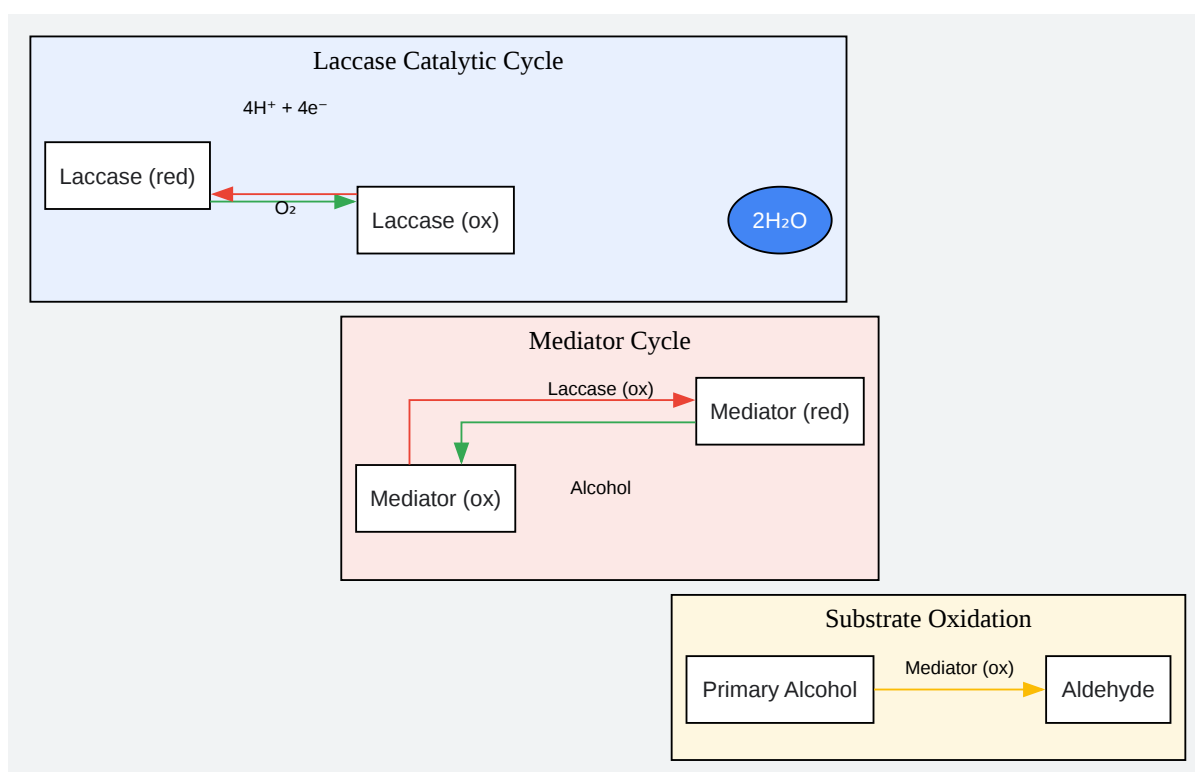 Laccase Catalytic Cycle
4H⁺ + 4e⁻
Laccase (red)
O₂
Laccase (ox)
2H₂O
Mediator Cycle
Laccase (ox)
Mediator (red)
Mediator (ox)
Alcohol
Substrate Oxidation
Primary Alcohol
Mediator (ox)
Aldehyde